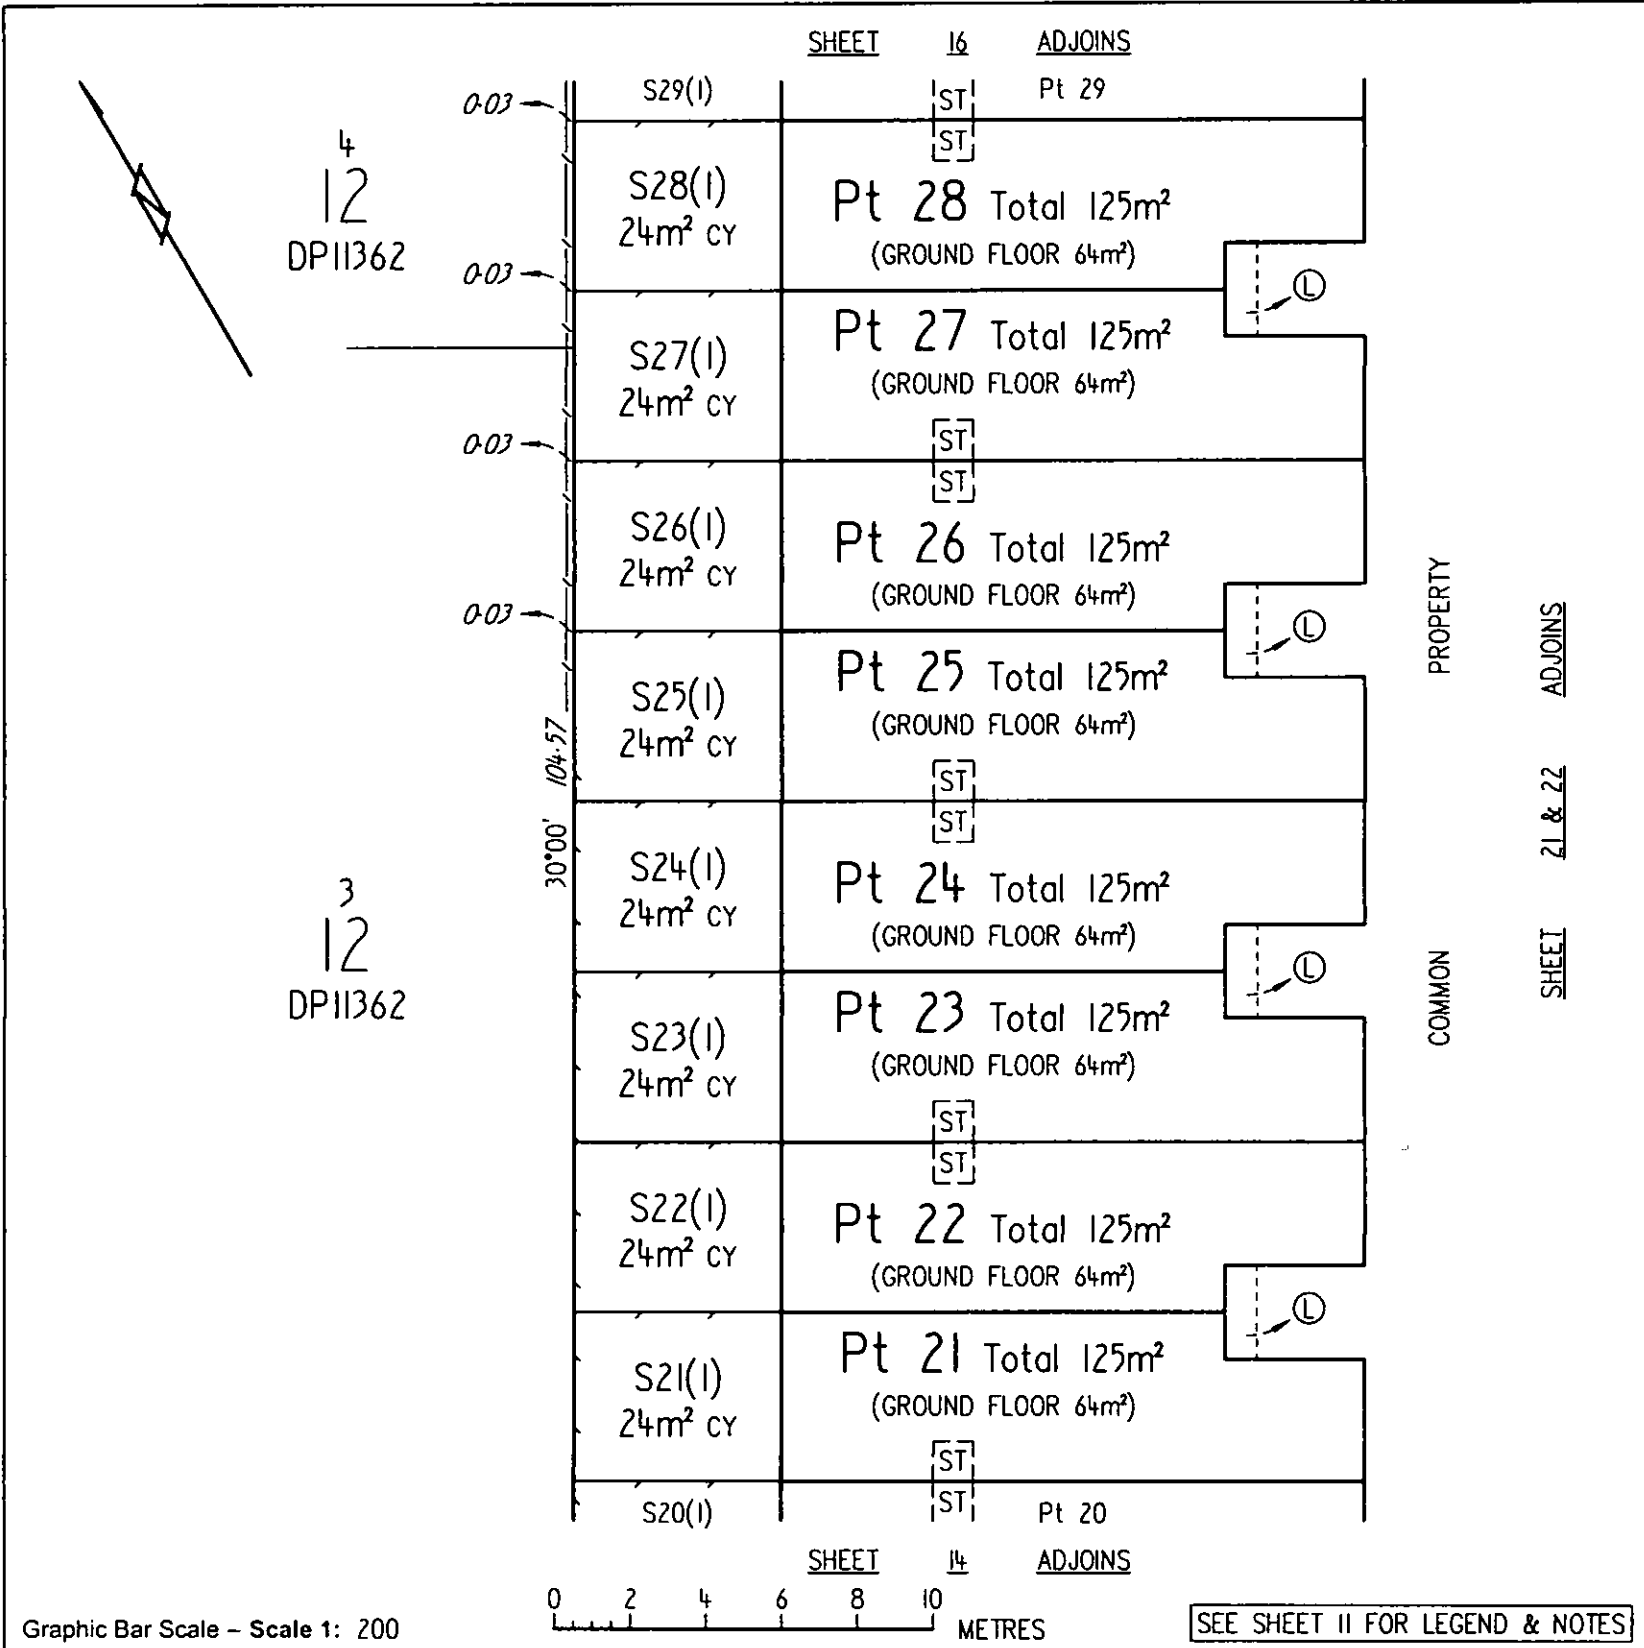 SHEET 16 ADJOINS
S29(1) ST Pt 29
0·03
ST
4
12
DP11362
S28(1)
24m² CY
Pt 28 Total 125m²
(GROUND FLOOR 64m²)
0·03
L
S27(1)
24m² CY
Pt 27 Total 125m²
(GROUND FLOOR 64m²)
ST
0·03
ST
S26(1)
24m² CY
Pt 26 Total 125m²
(GROUND FLOOR 64m²)
0·03
L
S25(1)
24m² CY
Pt 25 Total 125m²
(GROUND FLOOR 64m²)
ST
30°00' 104·57
ST
S24(1)
24m² CY
Pt 24 Total 125m²
(GROUND FLOOR 64m²)
3
12
DP11362
L
S23(1)
24m² CY
Pt 23 Total 125m²
(GROUND FLOOR 64m²)
ST
ST
S22(1)
24m² CY
Pt 22 Total 125m²
(GROUND FLOOR 64m²)
L
S21(1)
24m² CY
Pt 21 Total 125m²
(GROUND FLOOR 64m²)
ST
S20(1) ST Pt 20
COMMON PROPERTY
SHEET 21 & 22 ADJOINS
SHEET 14 ADJOINS
0 2 4 6 8 10
METRES
Graphic Bar Scale – Scale 1: 200
SEE SHEET 11 FOR LEGEND & NOTES